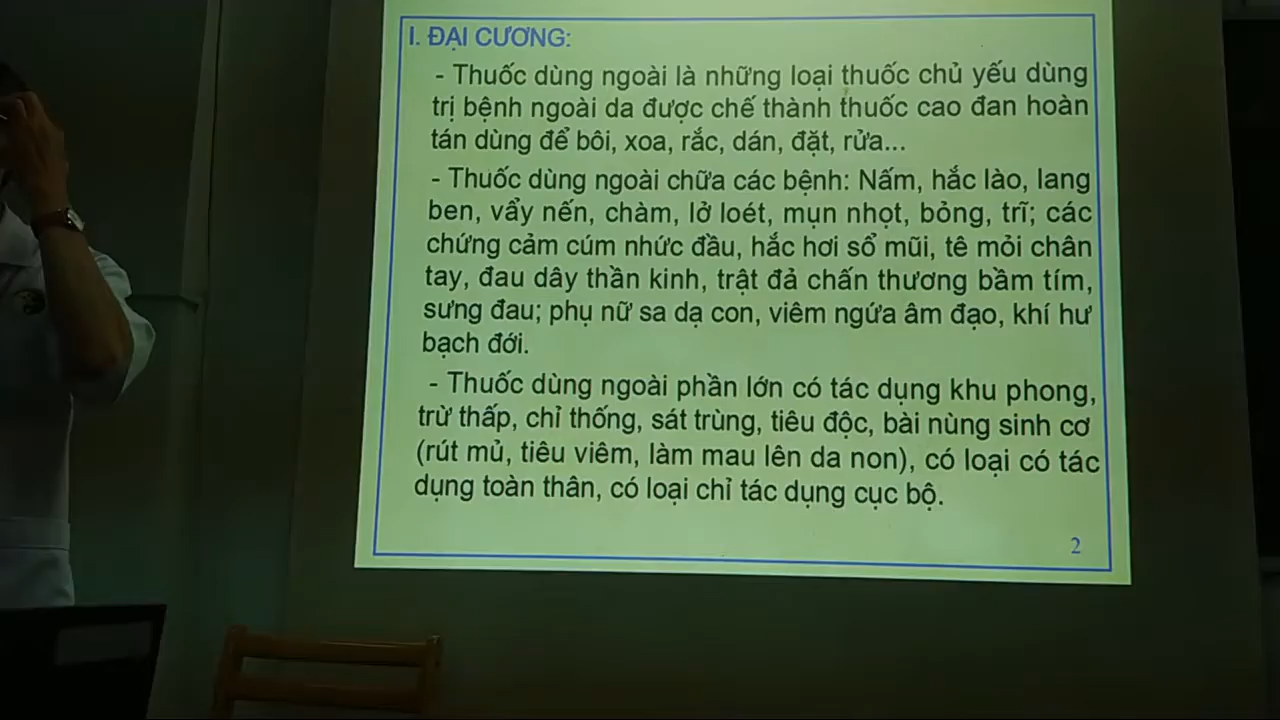 I. ĐẠI CƯƠNG:
- Thuốc dùng ngoài là những loại thuốc chủ yếu dùng
trị bệnh ngoài da được chế thành thuốc cao đan hoàn
tán dùng để bôi, xoa, rắc, dán, đặt, rửa...
- Thuốc dùng ngoài chữa các bệnh: Nấm, hắc lào, lang
ben, vẩy nến, chàm, lở loét, mụn nhọt, bỏng, trĩ; các
chứng cảm cúm nhức đầu, hắc hơi sổ mũi, tê mỏi chân
tay, đau dây thần kinh, trật đả chấn thương bầm tím,
sưng đau; phụ nữ sa dạ con, viêm ngứa âm đạo, khí hư
bạch đới.
- Thuốc dùng ngoài phần lớn có tác dụng khu phong,
trừ thấp, chỉ thống, sát trùng, tiêu độc, bài nùng sinh cơ
(rút mủ, tiêu viêm, làm mau lên da non), có loại có tác
dụng toàn thân, có loại chỉ tác dụng cục bộ.
2